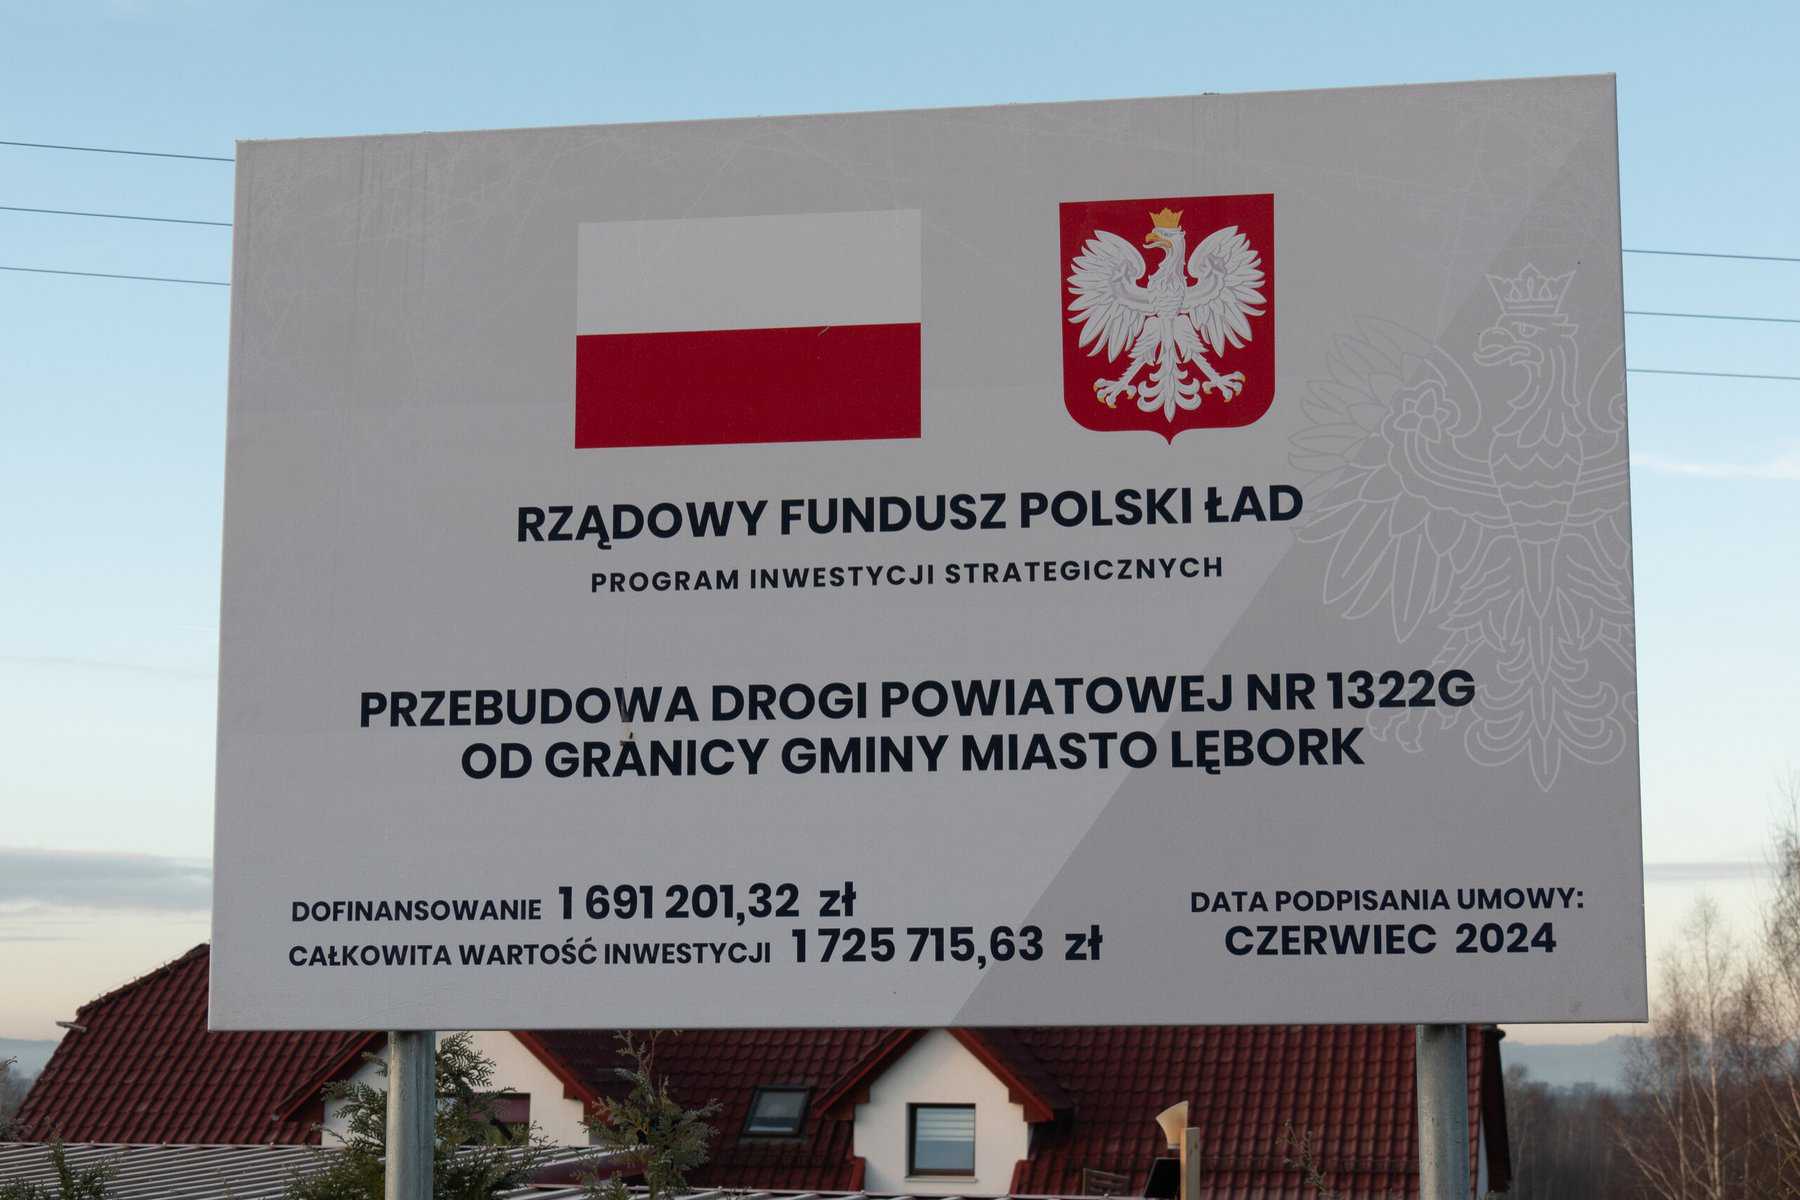 RZĄDOWY FUNDUSZ POLSKI ŁAD
PROGRAM INWESTYCJI STRATEGICZNYCH
PRZEBUDOWA DROGI POWIATOWEJ NR 1322G
OD GRANICY GMINY MIASTO LĘBORK
DOFINANSOWANIE 1 691 201,32 zł
CAŁKOWITA WARTOŚĆ INWESTYCJI 1 725 715,63 zł
DATA PODPISANIA UMOWY:
CZERWIEC 2024